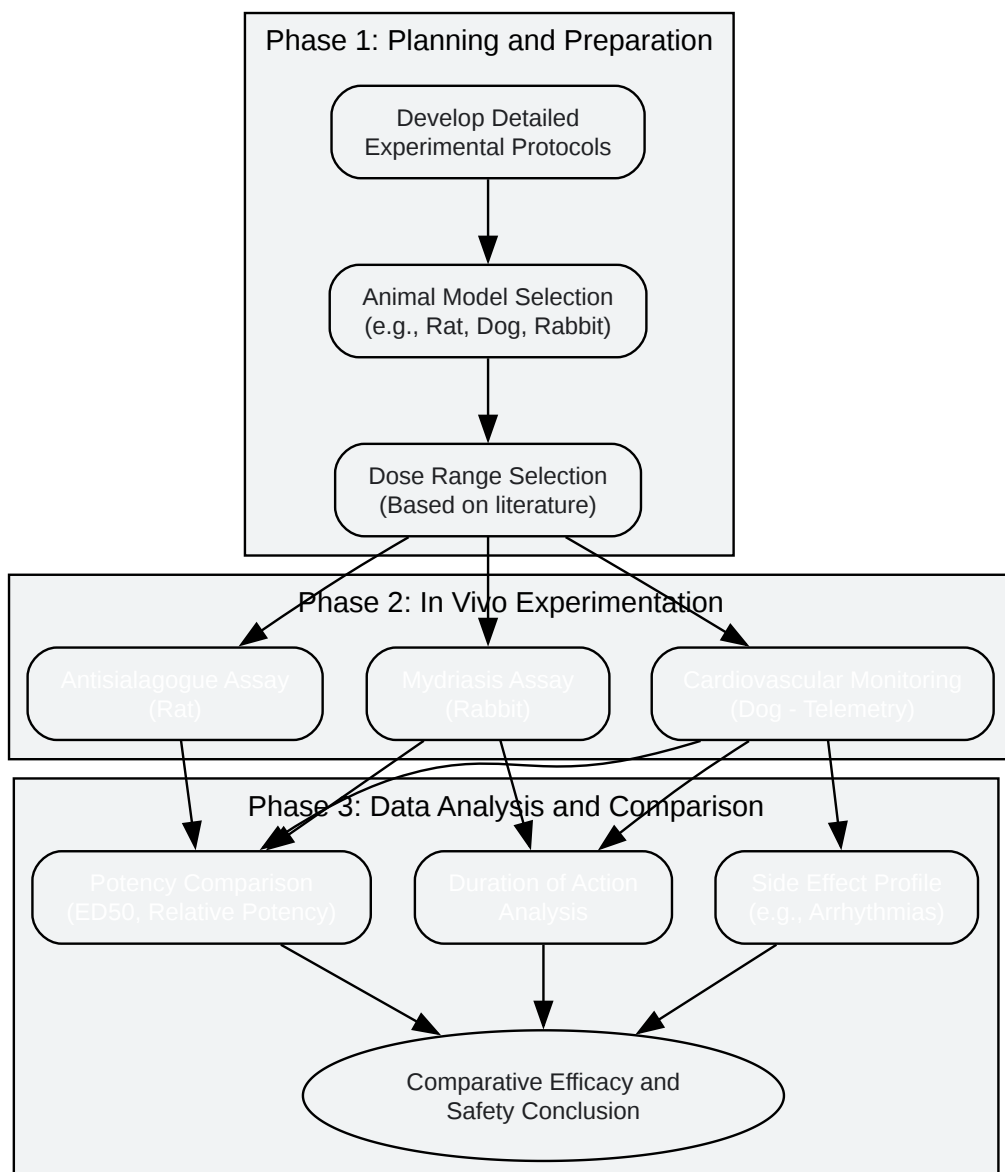 Phase 1: Planning and Preparation
Develop Detailed
Experimental Protocols
Animal Model Selection
(e.g., Rat, Dog, Rabbit)
Dose Range Selection
(Based on literature)
Phase 2: In Vivo Experimentation
Antisialagogue Assay
(Rat)
Mydriasis Assay
(Rabbit)
Cardiovascular Monitoring
(Dog - Telemetry)
Phase 3: Data Analysis and Comparison
Potency Comparison
(ED50, Relative Potency)
Duration of Action
Analysis
Side Effect Profile
(e.g., Arrhythmias)
Comparative Efficacy and
Safety Conclusion